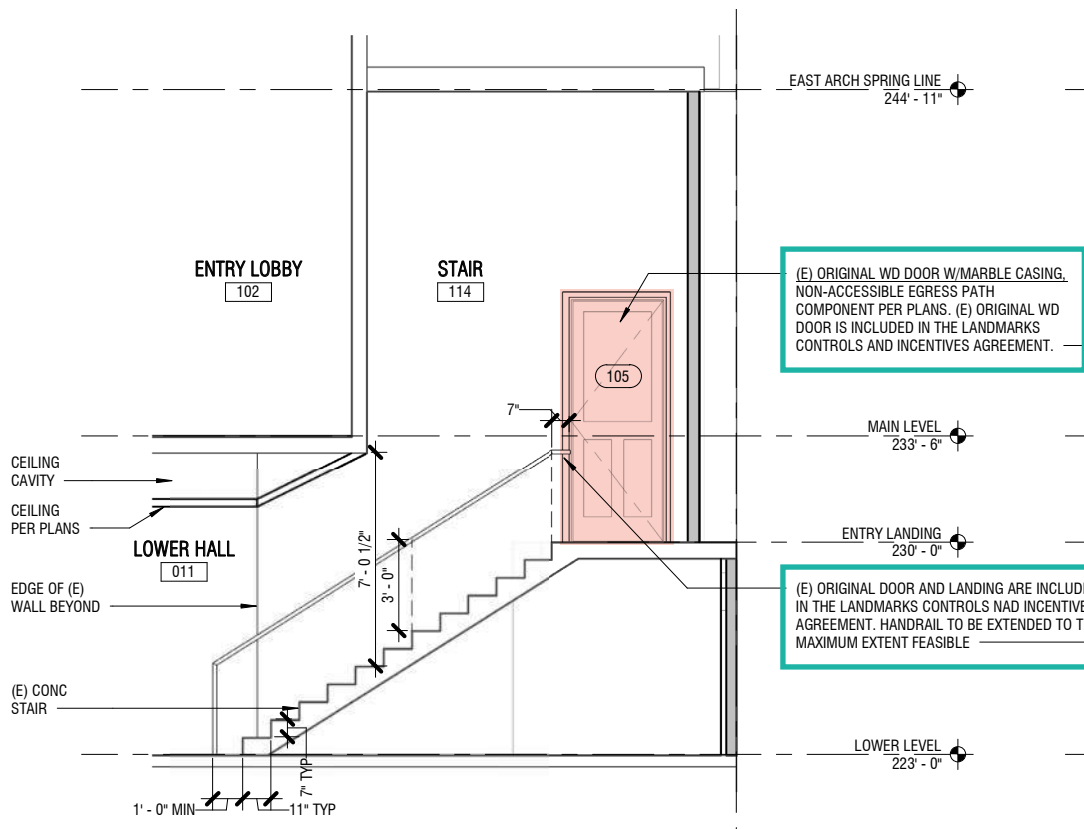 EAST ARCH SPRING LINE
244' - 11"
ENTRY LOBBY
102
STAIR
114
(E) ORIGINAL WD DOOR W/MARBLE CASING,
NON-ACCESSIBLE EGRESS PATH
COMPONENT PER PLANS. (E) ORIGINAL WD
DOOR IS INCLUDED IN THE LANDMARKS
CONTROLS AND INCENTIVES AGREEMENT.
105
7"
MAIN LEVEL
233' - 6"
CEILING
CAVITY
CEILING
PER PLANS
LOWER HALL
011
7' - 0 1/2"
3' - 0"
ENTRY LANDING
230' - 0"
EDGE OF (E)
WALL BEYOND
(E) ORIGINAL DOOR AND LANDING ARE INCLUDE
IN THE LANDMARKS CONTROLS NAD INCENTIVE
AGREEMENT. HANDRAIL TO BE EXTENDED TO T
MAXIMUM EXTENT FEASIBLE
(E) CONC
STAIR
LOWER LEVEL
223' - 0"
7" TYP
1' - 0" MIN
11" TYP